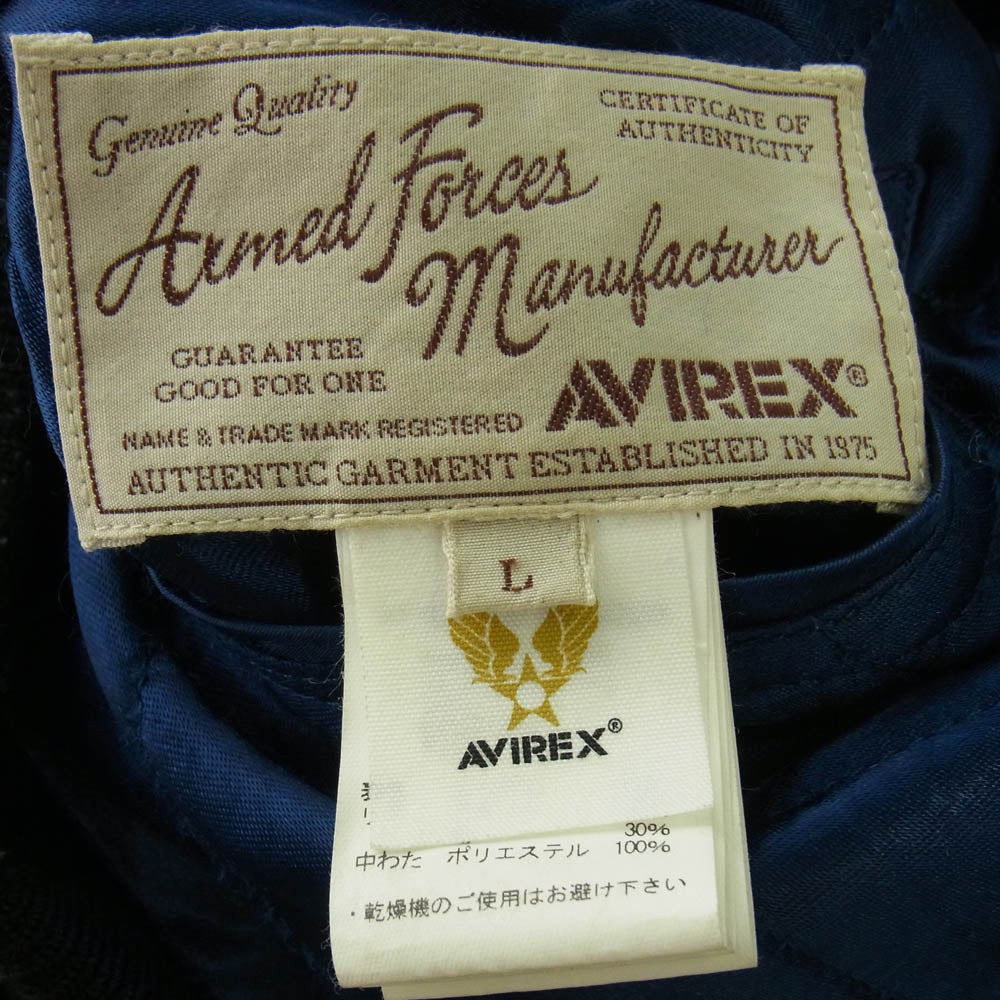 Genuine Quality
CERTIFICATE OF
AUTHENTICITY
Armed Forces
Manufacturer
GUARANTEE
GOOD FOR ONE
AVIREX®
NAME & TRADE MARK REGISTERED
AUTHENTIC GARMENT ESTABLISHED IN 1975
L
AVIREX®
30%
中わた ポリエステル 100%
・乾燥機のご使用はお避け下さい